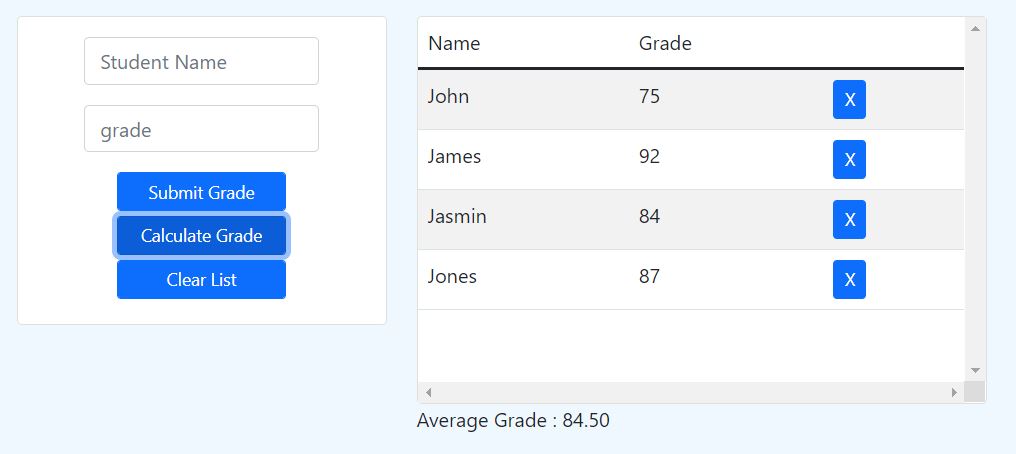 Student Name
grade
Submit Grade
Calculate Grade
Clear List
Name Grade
John 75 X
James 92 X
Jasmin 84 X
Jones 87 X
Average Grade : 84.50